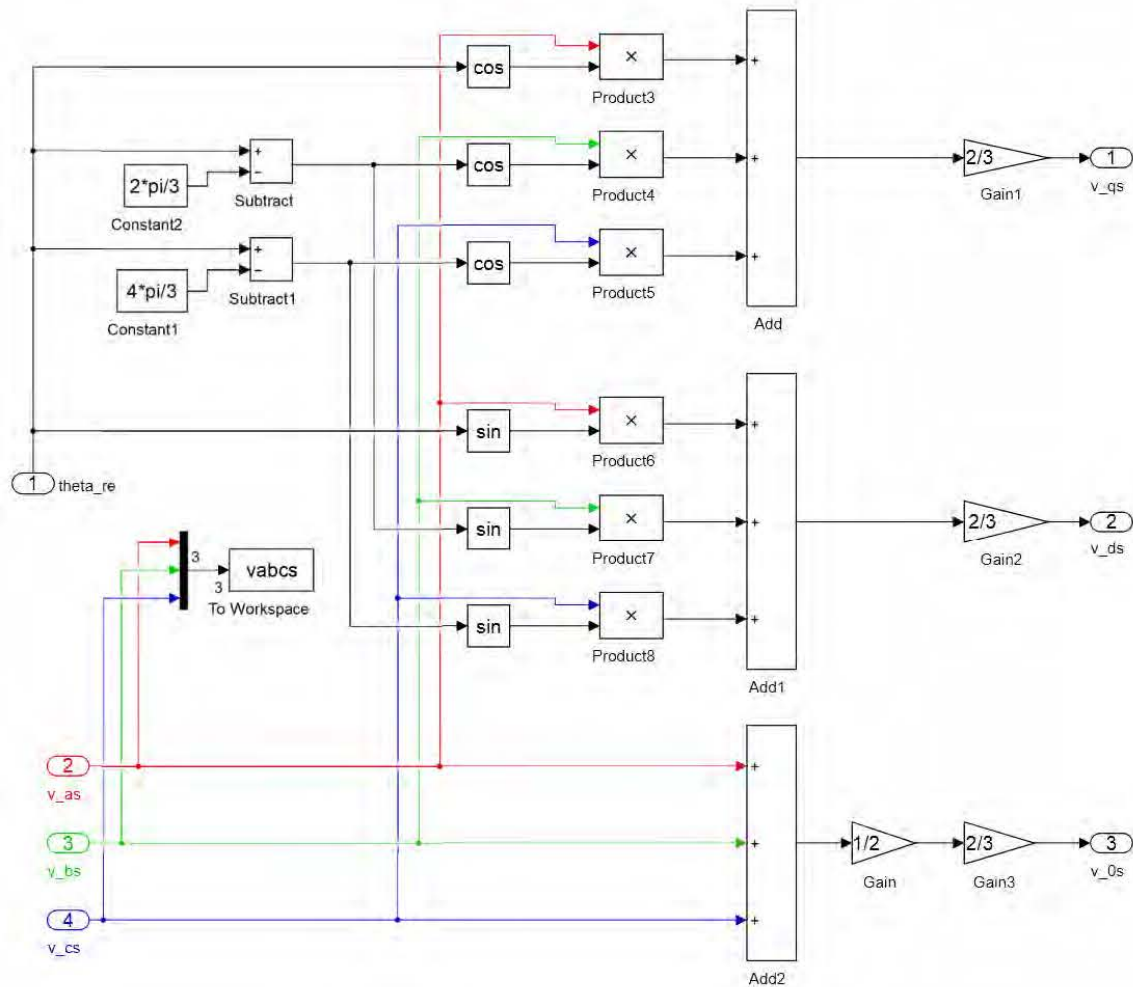 cos
×
Product3
+
+
−
2*pi/3
Subtract
Constant2
cos
×
Product4
+
2/3
Gain1
1
v_qs
+
−
4*pi/3
Subtract1
Constant1
cos
×
Product5
+
Add
sin
×
Product6
+
1
theta_re
sin
×
Product7
+
2/3
Gain2
2
v_ds
3
3
vabcs
To Workspace
sin
×
Product8
+
Add1
2
v_as
+
3
v_bs
+
1/2
Gain
2/3
Gain3
3
v_0s
4
v_cs
+
Add2